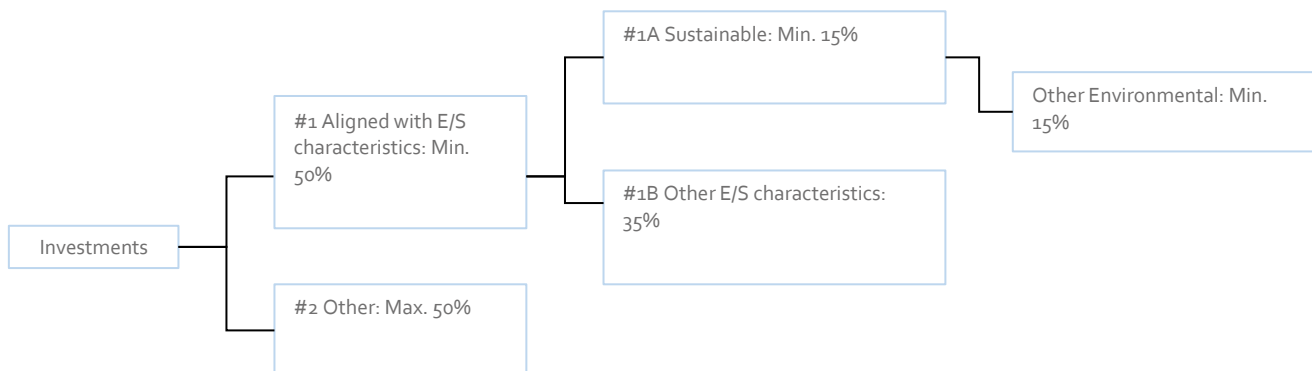 #1A Sustainable: Min. 15%
Other Environmental: Min.
15%
#1 Aligned with E/S
characteristics: Min.
50%
#1B Other E/S characteristics:
35%
Investments
#2 Other: Max. 50%